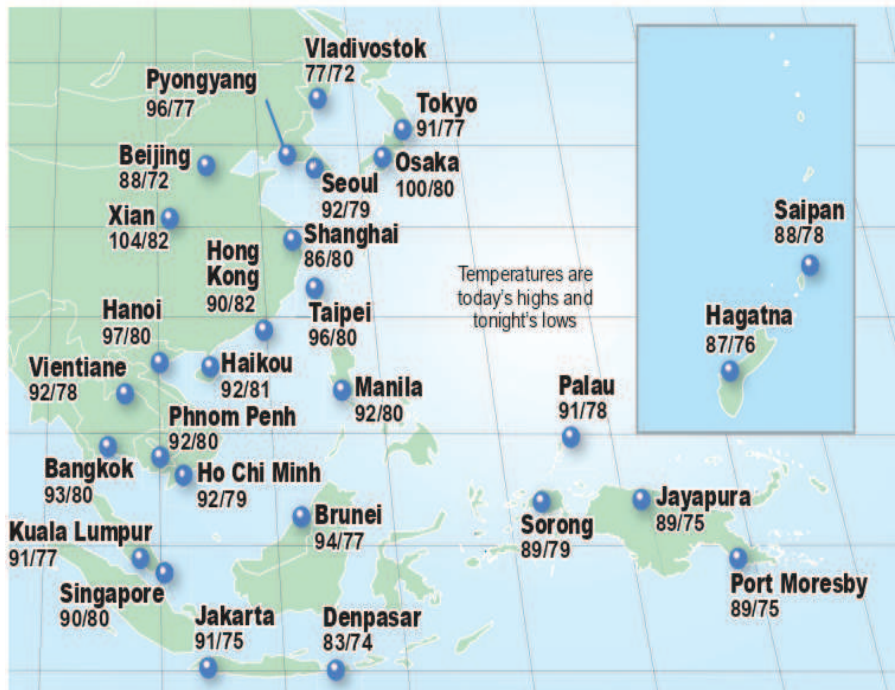 Vladivostok
77/72
Pyongyang
96/77
Tokyo
91/77
Beijing
88/72
Osaka
100/80
Seoul
92/79
Xian
104/82
Shanghai
86/80
Hong
Kong
90/82
Saipan
88/78
Temperatures are
today's highs and
tonight's lows
Hanoi
97/80
Taipei
96/80
Hagatna
87/76
Vientiane
92/78
Haikou
92/81
Manila
92/80
Palau
91/78
Phnom Penh
92/80
Bangkok
93/80
Ho Chi Minh
92/79
Brunei
94/77
Sorong
89/79
Jayapura
89/75
Kuala Lumpur
91/77
Singapore
90/80
Port Moresby
89/75
Jakarta
91/75
Denpasar
83/74